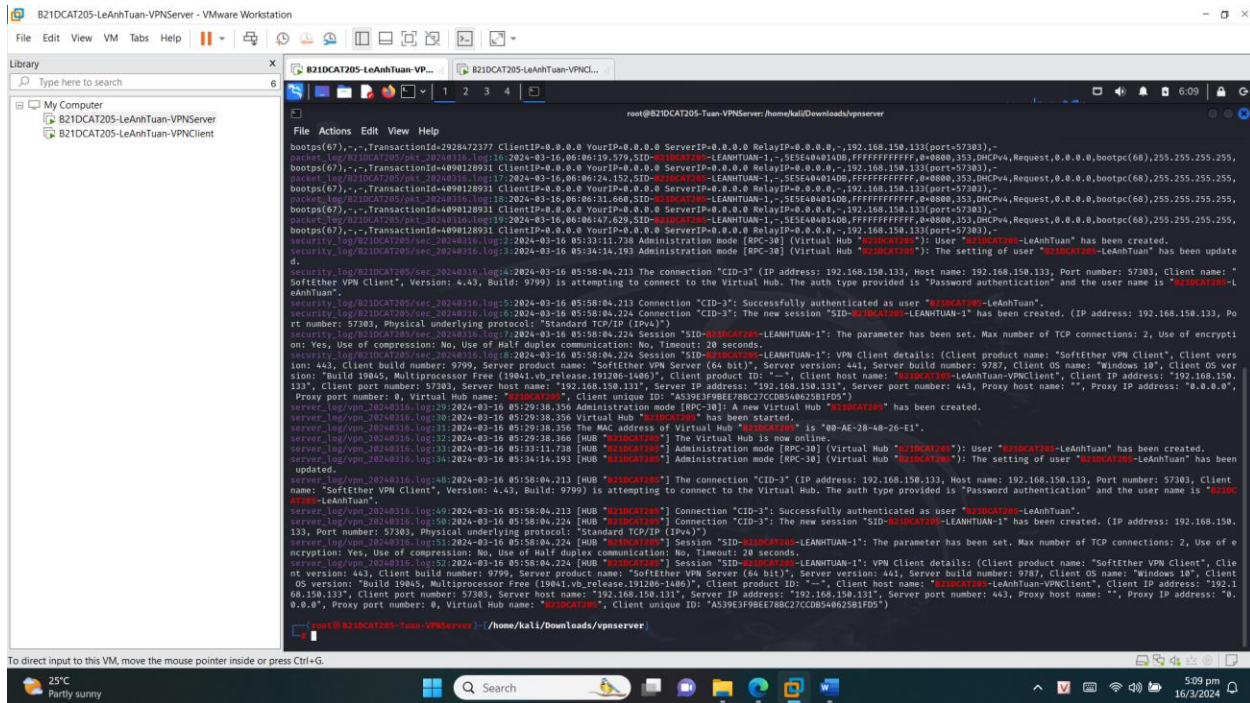 B21DCAT205-LeAnhTuan-VPNServer - VMware Workstation
File Edit View VM Tabs Help
Library X
Type here to search 6
My Computer
B21DCAT205-LeAnhTuan-VPNServer
B21DCAT205-LeAnhTuan-VPNClient
B21DCAT205-LeAnhTuan-VP... B21DCAT205-LeAnhTuan-VPNCl...
1 2 3 4 6:09
root@B21DCAT205-Tuan-VPNServer: /home/kali/Downloads/vpnserver
File Actions Edit View Help
bootps(67),-,-,TransactionId=2928472377 ClientIP=0.0.0.0 YourIP=0.0.0.0 ServerIP=0.0.0.0 RelayIP=0.0.0.0,-,192.168.150.133(port=57303),-
packet_log/B21DCAT205/pkt_20240316.log:16:2024-03-16,06:06:19.579,SID-B21DCAT205-LEANHTUAN-1,-,5E5E404014DB,FFFFFFFFFFFF,0×0800,353,DHCPv4,Request,0.0.0.0,bootpc(68),255.255.255.255,
bootps(67),-,-,TransactionId=4090128931 ClientIP=0.0.0.0 YourIP=0.0.0.0 ServerIP=0.0.0.0 RelayIP=0.0.0.0,-,192.168.150.133(port=57303),-
packet_log/B21DCAT205/pkt_20240316.log:17:2024-03-16,06:06:24.152,SID-B21DCAT205-LEANHTUAN-1,-,5E5E404014DB,FFFFFFFFFFFF,0×0800,353,DHCPv4,Request,0.0.0.0,bootpc(68),255.255.255.255,
bootps(67),-,-,TransactionId=4090128931 ClientIP=0.0.0.0 YourIP=0.0.0.0 ServerIP=0.0.0.0 RelayIP=0.0.0.0,-,192.168.150.133(port=57303),-
packet_log/B21DCAT205/pkt_20240316.log:18:2024-03-16,06:06:31.660,SID-B21DCAT205-LEANHTUAN-1,-,5E5E404014DB,FFFFFFFFFFFF,0×0800,353,DHCPv4,Request,0.0.0.0,bootpc(68),255.255.255.255,
bootps(67),-,-,TransactionId=4090128931 ClientIP=0.0.0.0 YourIP=0.0.0.0 ServerIP=0.0.0.0 RelayIP=0.0.0.0,-,192.168.150.133(port=57303),-
packet_log/B21DCAT205/pkt_20240316.log:19:2024-03-16,06:06:47.629,SID-B21DCAT205-LEANHTUAN-1,-,5E5E404014DB,FFFFFFFFFFFF,0×0800,353,DHCPv4,Request,0.0.0.0,bootpc(68),255.255.255.255,
bootps(67),-,-,TransactionId=4090128931 ClientIP=0.0.0.0 YourIP=0.0.0.0 ServerIP=0.0.0.0 RelayIP=0.0.0.0,-,192.168.150.133(port=57303),-
security_log/B21DCAT205/sec_20240316.log:2:2024-03-16 05:33:11.738 Administration mode [RPC-30] (Virtual Hub "B21DCAT205"): User "B21DCAT205-LeAnhTuan" has been created.
security_log/B21DCAT205/sec_20240316.log:3:2024-03-16 05:34:14.193 Administration mode [RPC-30] (Virtual Hub "B21DCAT205"): The setting of user "B21DCAT205-LeAnhTuan" has been update
d.
security_log/B21DCAT205/sec_20240316.log:4:2024-03-16 05:58:04.213 The connection "CID-3" (IP address: 192.168.150.133, Host name: 192.168.150.133, Port number: 57303, Client name: "
SoftEther VPN Client", Version: 4.43, Build: 9799) is attempting to connect to the Virtual Hub. The auth type provided is "Password authentication" and the user name is "B21DCAT205-L
eAnhTuan".
security_log/B21DCAT205/sec_20240316.log:5:2024-03-16 05:58:04.213 Connection "CID-3": Successfully authenticated as user "B21DCAT205-LeAnhTuan".
security_log/B21DCAT205/sec_20240316.log:6:2024-03-16 05:58:04.224 Connection "CID-3": The new session "SID-B21DCAT205-LEANHTUAN-1" has been created. (IP address: 192.168.150.133, Po
rt number: 57303, Physical underlying protocol: "Standard TCP/IP (IPv4)")
security_log/B21DCAT205/sec_20240316.log:7:2024-03-16 05:58:04.224 Session "SID-B21DCAT205-LEANHTUAN-1": The parameter has been set. Max number of TCP connections: 2, Use of encrypti
on: Yes, Use of compression: No, Use of Half duplex communication: No, Timeout: 20 seconds.
security_log/B21DCAT205/sec_20240316.log:8:2024-03-16 05:58:04.224 Session "SID-B21DCAT205-LEANHTUAN-1": VPN Client details: (Client product name: "SoftEther VPN Client", Client vers
ion: 443, Client build number: 9799, Server product name: "SoftEther VPN Server (64 bit)", Server version: 441, Server build number: 9787, Client OS name: "Windows 10", Client OS ver
sion: "Build 19045, Multiprocessor Free (19041.vb_release.191206-1406)", Client product ID: "--", Client host name: "B21DCAT205-LeAnhTuan-VPNClient", Client IP address: "192.168.150.
133", Client port number: 57303, Server host name: "192.168.150.131", Server IP address: "192.168.150.131", Server port number: 443, Proxy host name: "", Proxy IP address: "0.0.0.0",
Proxy port number: 0, Virtual Hub name: "B21DCAT205", Client unique ID: "A539E3F9BEE78BC27CCDB540625B1FD5")
server_log/vpn_20240316.log:29:2024-03-16 05:29:38.356 Administration mode [RPC-30]: A new Virtual Hub "B21DCAT205" has been created.
server_log/vpn_20240316.log:30:2024-03-16 05:29:38.356 Virtual Hub "B21DCAT205" has been started.
server_log/vpn_20240316.log:31:2024-03-16 05:29:38.356 The MAC address of Virtual Hub "B21DCAT205" is "00-AE-28-48-26-E1".
server_log/vpn_20240316.log:32:2024-03-16 05:29:38.366 [HUB "B21DCAT205"] The Virtual Hub is now online.
server_log/vpn_20240316.log:33:2024-03-16 05:33:11.738 [HUB "B21DCAT205"] Administration mode [RPC-30] (Virtual Hub "B21DCAT205"): User "B21DCAT205-LeAnhTuan" has been created.
server_log/vpn_20240316.log:34:2024-03-16 05:34:14.193 [HUB "B21DCAT205"] Administration mode [RPC-30] (Virtual Hub "B21DCAT205"): The setting of user "B21DCAT205-LeAnhTuan" has been
updated.
server_log/vpn_20240316.log:48:2024-03-16 05:58:04.213 [HUB "B21DCAT205"] The connection "CID-3" (IP address: 192.168.150.133, Host name: 192.168.150.133, Port number: 57303, Client
name: "SoftEther VPN Client", Version: 4.43, Build: 9799) is attempting to connect to the Virtual Hub. The auth type provided is "Password authentication" and the user name is "B21DC
AT205-LeAnhTuan".
server_log/vpn_20240316.log:49:2024-03-16 05:58:04.213 [HUB "B21DCAT205"] Connection "CID-3": Successfully authenticated as user "B21DCAT205-LeAnhTuan".
server_log/vpn_20240316.log:50:2024-03-16 05:58:04.224 [HUB "B21DCAT205"] Connection "CID-3": The new session "SID-B21DCAT205-LEANHTUAN-1" has been created. (IP address: 192.168.150.
133, Port number: 57303, Physical underlying protocol: "Standard TCP/IP (IPv4)")
server_log/vpn_20240316.log:51:2024-03-16 05:58:04.224 [HUB "B21DCAT205"] Session "SID-B21DCAT205-LEANHTUAN-1": The parameter has been set. Max number of TCP connections: 2, Use of e
ncryption: Yes, Use of compression: No, Use of Half duplex communication: No, Timeout: 20 seconds.
server_log/vpn_20240316.log:52:2024-03-16 05:58:04.224 [HUB "B21DCAT205"] Session "SID-B21DCAT205-LEANHTUAN-1": VPN Client details: (Client product name: "SoftEther VPN Client", Clie
nt version: 443, Client build number: 9799, Server product name: "SoftEther VPN Server (64 bit)", Server version: 441, Server build number: 9787, Client OS name: "Windows 10", Client
OS version: "Build 19045, Multiprocessor Free (19041.vb_release.191206-1406)", Client product ID: "--", Client host name: "B21DCAT205-LeAnhTuan-VPNClient", Client IP address: "192.1
68.150.133", Client port number: 57303, Server host name: "192.168.150.131", Server IP address: "192.168.150.131", Server port number: 443, Proxy host name: "", Proxy IP address: "0.
0.0.0", Proxy port number: 0, Virtual Hub name: "B21DCAT205", Client unique ID: "A539E3F9BEE78BC27CCDB540625B1FD5")
(root㉿B21DCAT205-Tuan-VPNServer)-[/home/kali/Downloads/vpnserver]
#
To direct input to this VM, move the mouse pointer inside or press Ctrl+G.
25°C
Partly sunny
Search
V
5:09 pm
16/3/2024